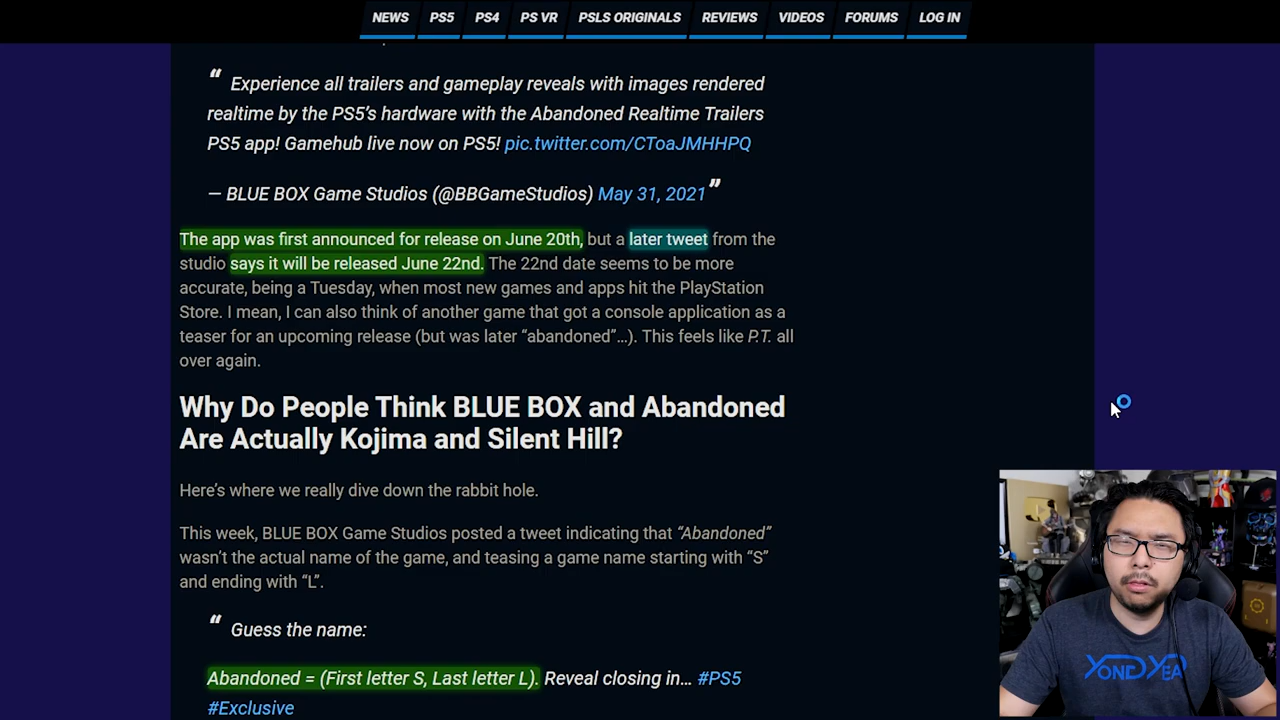 NEWS PS5 PS4 PS VR PSLS ORIGINALS REVIEWS VIDEOS FORUMS LOG IN
“ Experience all trailers and gameplay reveals with images rendered
realtime by the PS5’s hardware with the Abandoned Realtime Trailers
PS5 app! Gamehub live now on PS5! pic.twitter.com/CToaJMHHPQ
— BLUE BOX Game Studios (@BBGameStudios) May 31, 2021”
The app was first announced for release on June 20th, but a later tweet from the
studio says it will be released June 22nd. The 22nd date seems to be more
accurate, being a Tuesday, when most new games and apps hit the PlayStation
Store. I mean, I can also think of another game that got a console application as a
teaser for an upcoming release (but was later “abandoned”…). This feels like P.T. all
over again.
Why Do People Think BLUE BOX and Abandoned
Are Actually Kojima and Silent Hill?
Here’s where we really dive down the rabbit hole.
This week, BLUE BOX Game Studios posted a tweet indicating that “Abandoned”
wasn’t the actual name of the game, and teasing a game name starting with “S”
and ending with “L”.
“ Guess the name:
Abandoned = (First letter S, Last letter L). Reveal closing in… #PS5
#Exclusive
YONGYEA